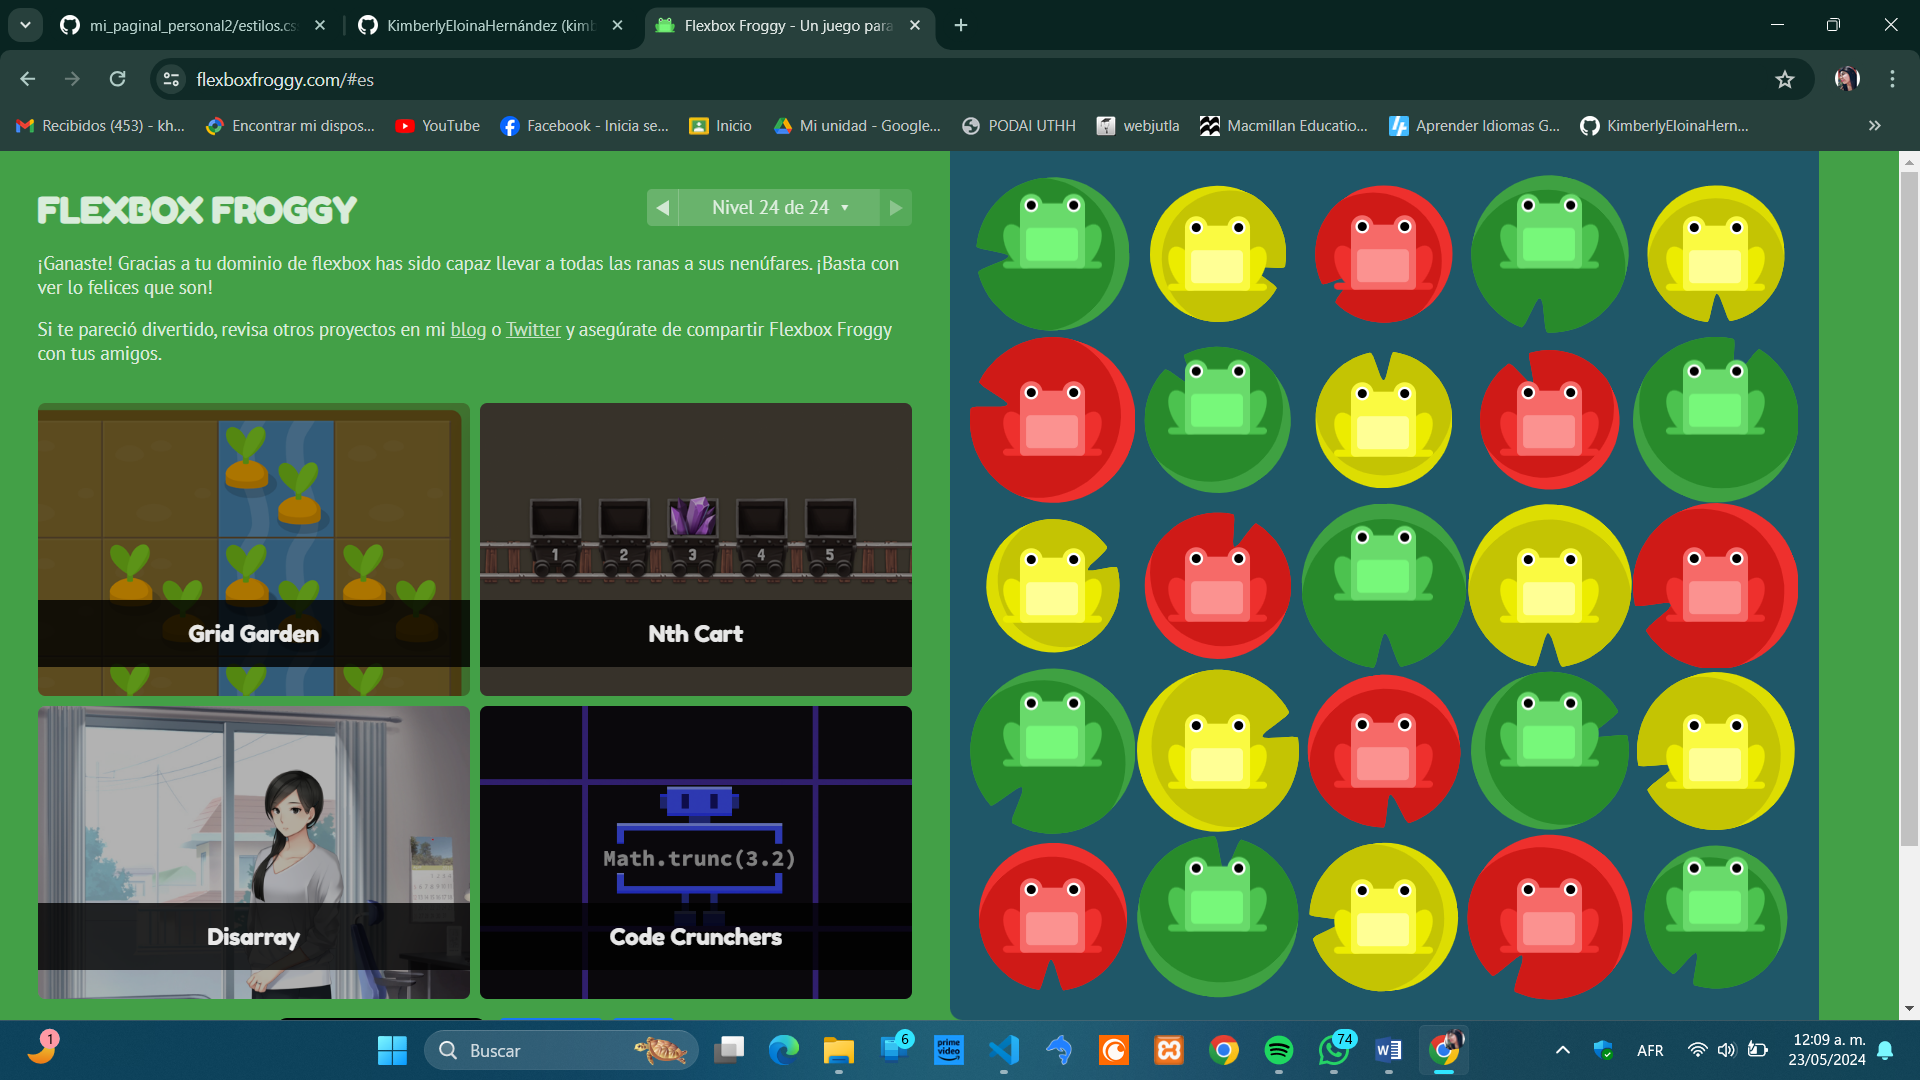 mi_paginal_personal2/estilos.cs
KimberlyEloinaHernández (kimb
Flexbox Froggy - Un juego para
flexboxfroggy.com/#es
Recibidos (453) - kh...
Encontrar mi dispos...
YouTube
Facebook - Inicia se...
Inicio
Mi unidad - Google...
PODAI UTHH
webjutla
Macmillan Educatio...
Aprender Idiomas G...
KimberlyEloinaHern...
FLEXBOX FROGGY
Nivel 24 de 24
¡Ganaste! Gracias a tu dominio de flexbox has sido capaz llevar a todas las ranas a sus nenúfares. ¡Basta con
ver lo felices que son!
Si te pareció divertido, revisa otros proyectos en mi blog o Twitter y asegúrate de compartir Flexbox Froggy
con tus amigos.
1
2
3
4
5
Grid Garden
Nth Cart
Math.trunc(3.2)
Disarray
Code Crunchers
1
Buscar
6
prime
video
74
AFR
12:09 a. m.
23/05/2024